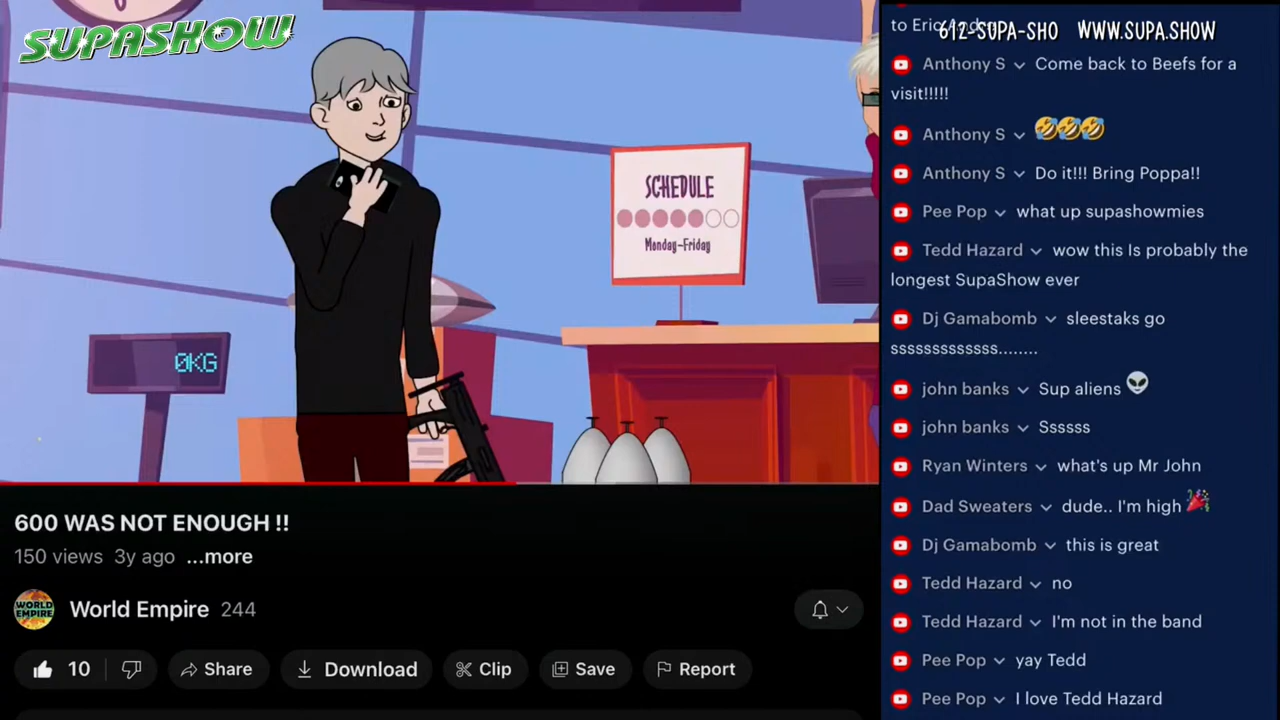 SUPASHOW
SCHEDULE
Monday-Friday
0KG
600 WAS NOT ENOUGH !!
150 views 3y ago ...more
WORLD EMPIRE
World Empire 244
10 Share Download Clip Save Report
612-SUPA-SHO WWW.SUPA.SHOW
to Eric
Anthony S Come back to Beefs for a
visit!!!!!
Anthony S 🤣🤣🤣
Anthony S Do it!!! Bring Poppa!!
Pee Pop what up supashowmies
Tedd Hazard wow this Is probably the
longest SupaShow ever
Dj Gamabomb sleestaks go
sssssssssssss........
john banks Sup aliens 👽
john banks Ssssss
Ryan Winters what's up Mr John
Dad Sweaters dude.. I'm high 🎉
Dj Gamabomb this is great
Tedd Hazard no
Tedd Hazard I'm not in the band
Pee Pop yay Tedd
Pee Pop I love Tedd Hazard